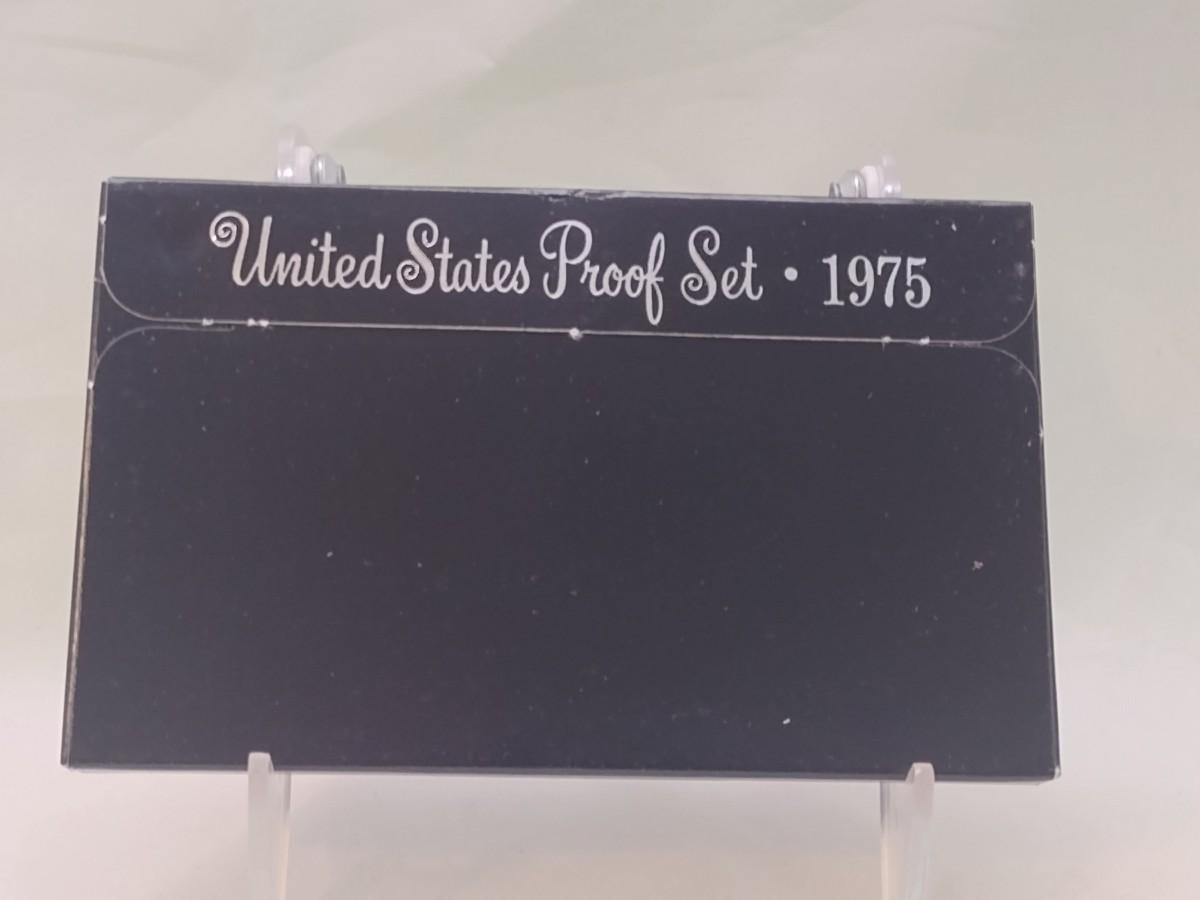 United States Proof Set · 1975